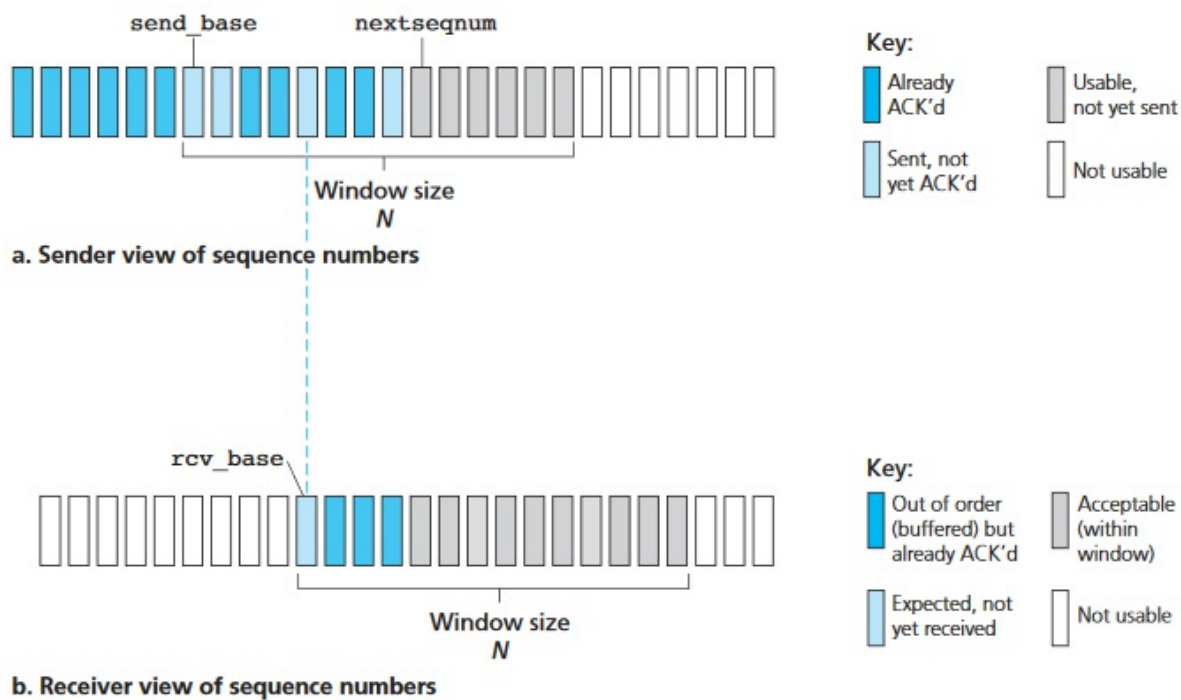 send_base
nextseqnum
Key:
Already
ACK'd
Usable,
not yet sent
Sent, not
yet ACK'd
Not usable
Window size
N
a. Sender view of sequence numbers
rcv_base
Key:
Out of order
(buffered) but
already ACK'd
Acceptable
(within
window)
Expected, not
yet received
Not usable
Window size
N
b. Receiver view of sequence numbers